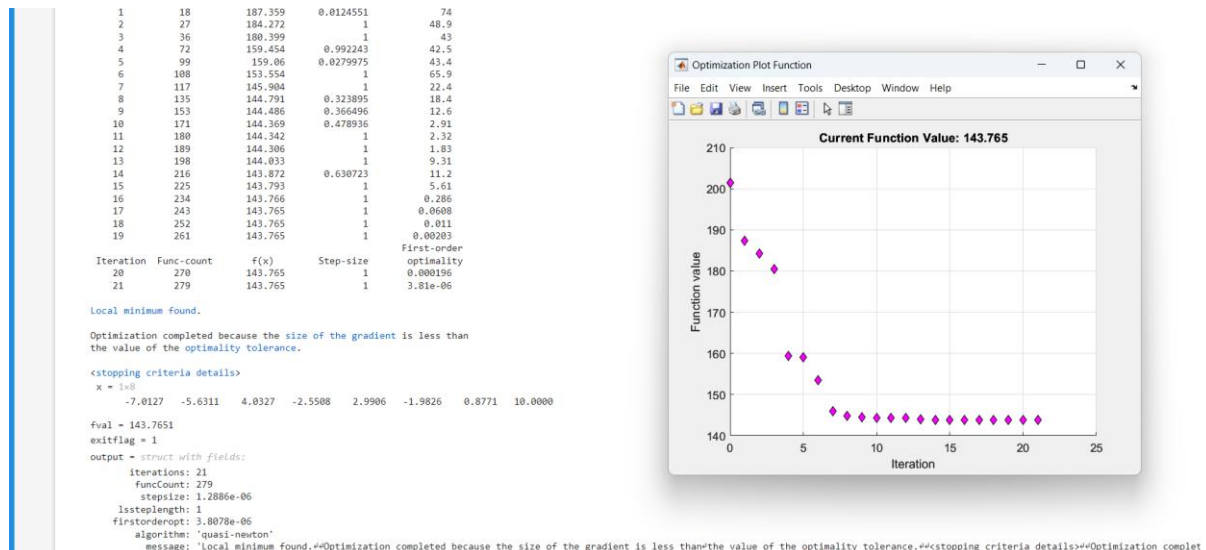 1 18 187.359 0.0124551 74
2 27 184.272 1 48.9
3 36 180.399 1 43
4 72 159.454 0.992243 42.5
5 99 159.06 0.0279975 43.4
6 108 153.554 1 65.9
7 117 145.904 1 22.4
8 135 144.791 0.323895 18.4
9 153 144.486 0.366496 12.6
10 171 144.369 0.478936 2.91
11 180 144.342 1 2.32
12 189 144.306 1 1.83
13 198 144.033 1 9.31
14 216 143.872 0.630723 11.2
15 225 143.793 1 5.61
16 234 143.766 1 0.286
17 243 143.765 1 0.0608
18 252 143.765 1 0.011
19 261 143.765 1 0.00203
First-order
Iteration Func-count f(x) Step-size optimality
20 270 143.765 1 0.000196
21 279 143.765 1 3.81e-06
Local minimum found.
Optimization completed because the size of the gradient is less than
the value of the optimality tolerance.
<stopping criteria details>
x = 1×8
-7.0127 -5.6311 4.0327 -2.5508 2.9906 -1.9826 0.8771 10.0000
fval = 143.7651
exitflag = 1
output = struct with fields:
iterations: 21
funcCount: 279
stepsize: 1.2886e-06
lssteplength: 1
firstorderopt: 3.8078e-06
algorithm: 'quasi-newton'
message: 'Local minimum found.↵↵Optimization completed because the size of the gradient is less than↵the value of the optimality tolerance.↵↵<stopping criteria details>↵↵Optimization complet
Optimization Plot Function
File Edit View Insert Tools Desktop Window Help
Current Function Value: 143.765
210
200
190
180
170
160
150
140
Function value
0 5 10 15 20 25
Iteration